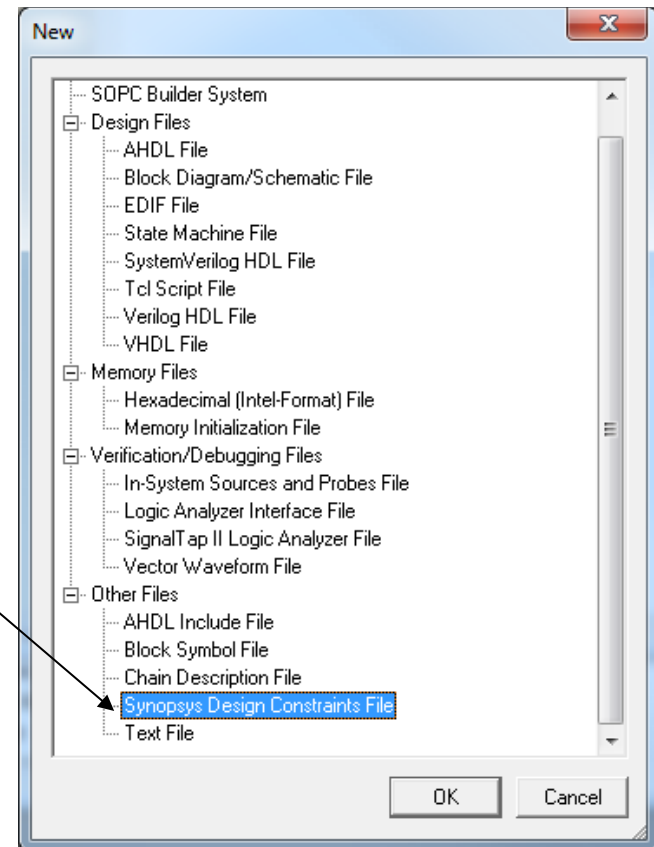 New
SOPC Builder System
Design Files
AHDL File
Block Diagram/Schematic File
EDIF File
State Machine File
SystemVerilog HDL File
Tcl Script File
Verilog HDL File
VHDL File
Memory Files
Hexadecimal (Intel-Format) File
Memory Initialization File
Verification/Debugging Files
In-System Sources and Probes File
Logic Analyzer Interface File
SignalTap II Logic Analyzer File
Vector Waveform File
Other Files
AHDL Include File
Block Symbol File
Chain Description File
Synopsys Design Constraints File
Text File
OK Cancel